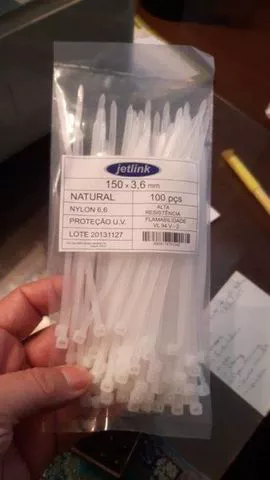 jetlink
150 x 3,6 mm
NATURAL
100 pçs
NYLON 6,6
ALTA
RESISTÊNCIA
PROTEÇÃO U.V.
FLAMABILIDADE
VL 94 V - 2
LOTE 20131127